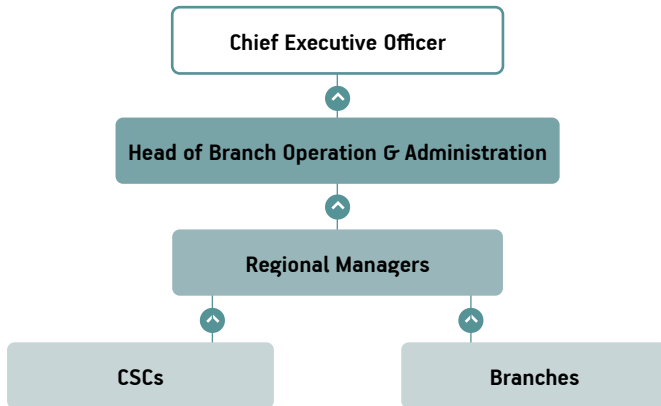 Chief Executive Officer
Head of Branch Operation & Administration
Regional Managers
CSCs
Branches